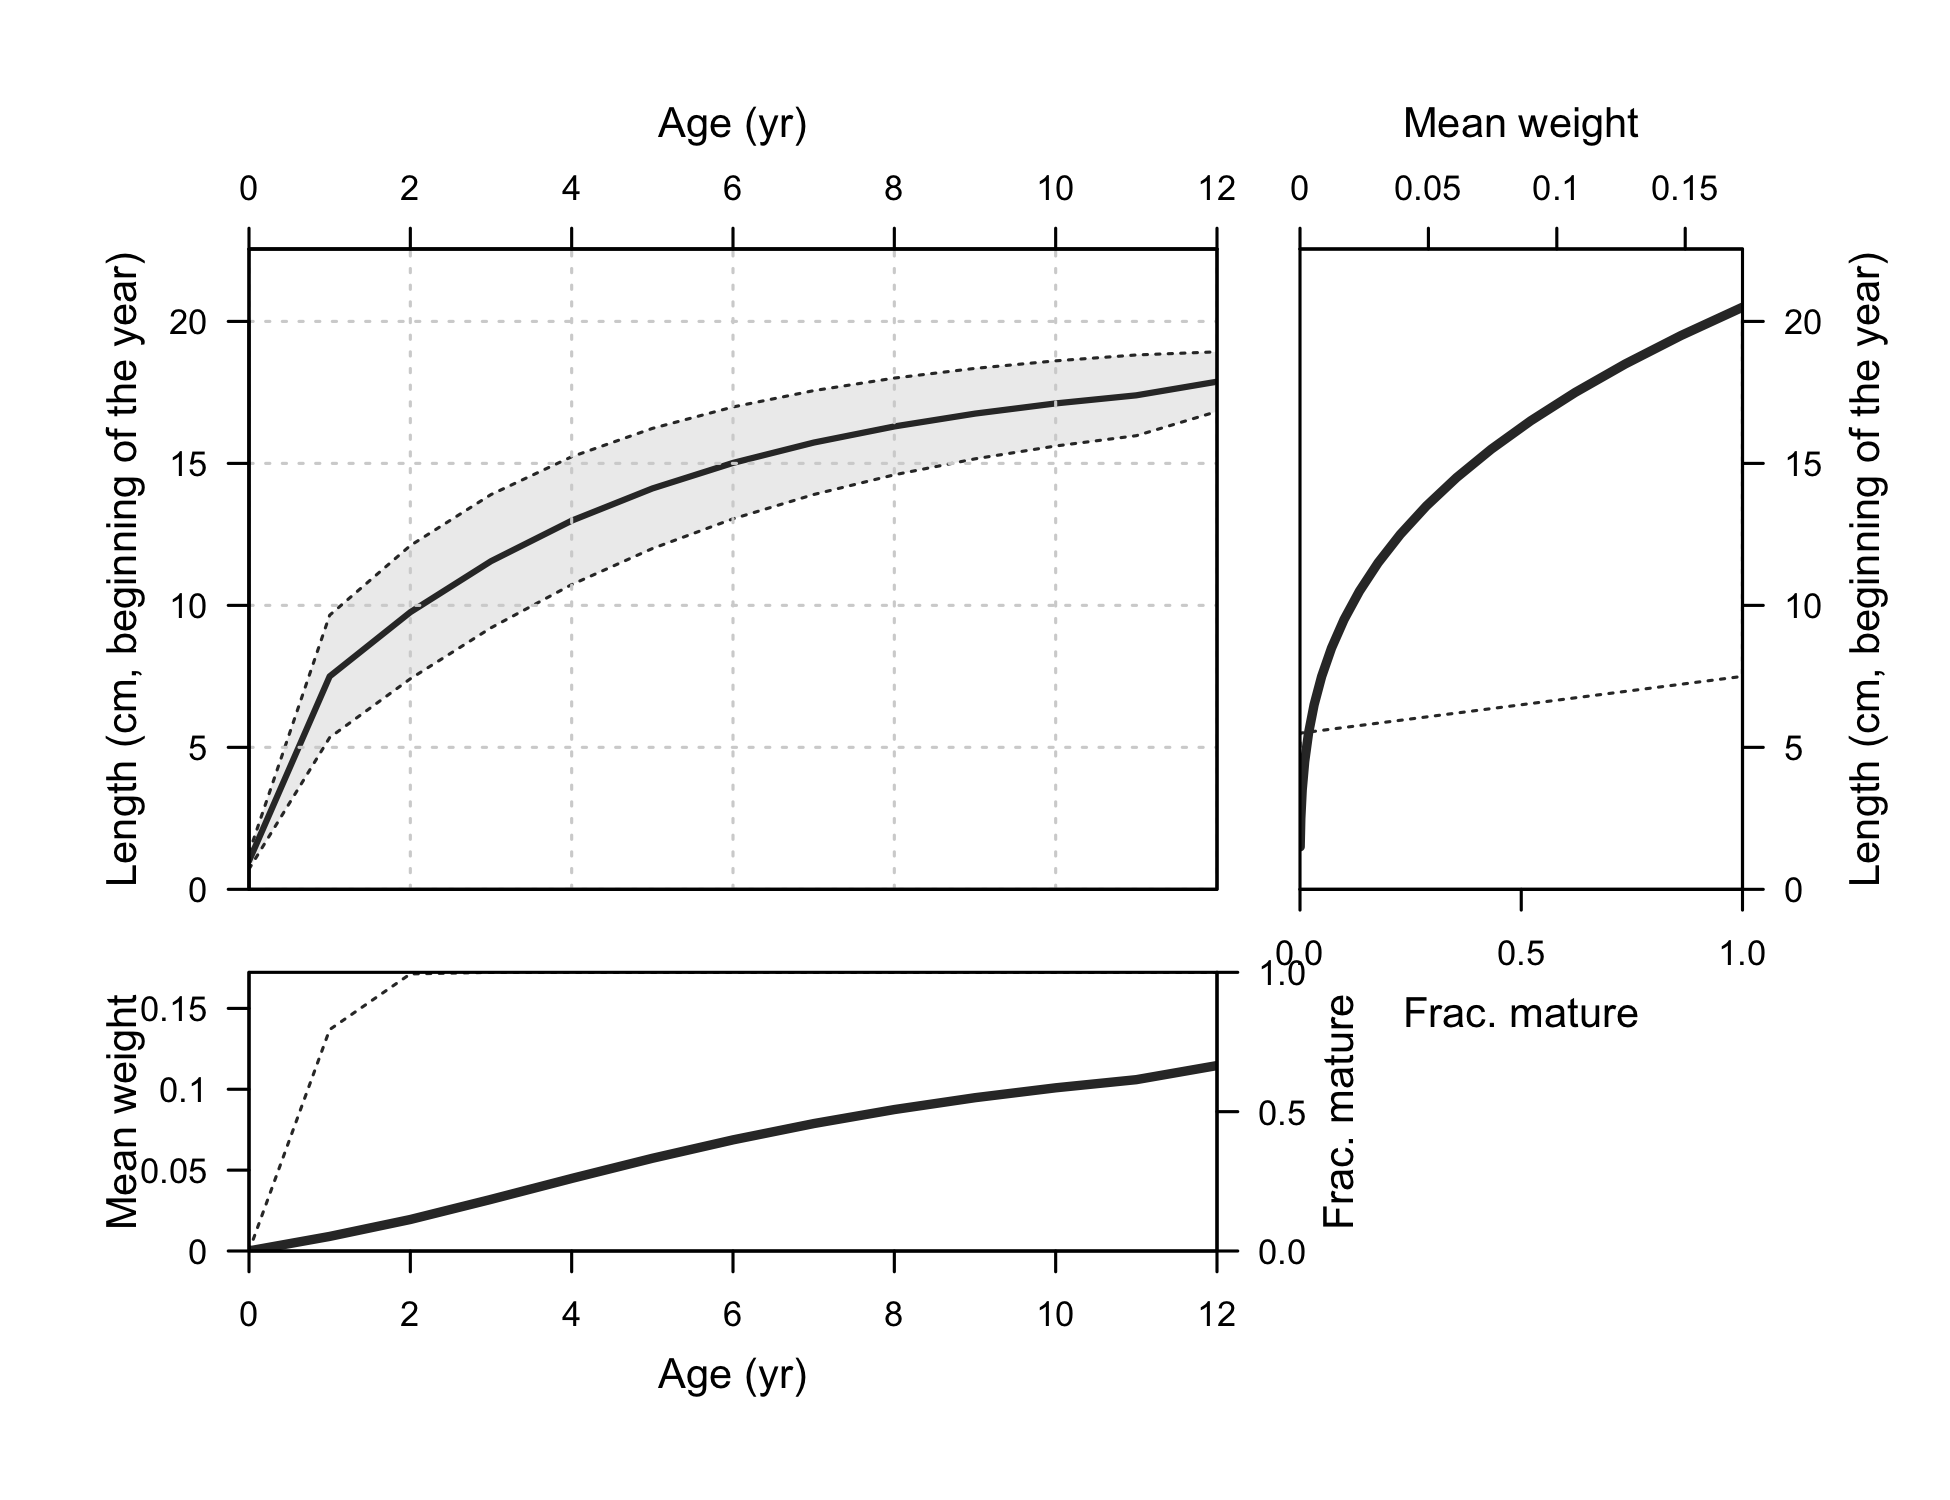 Age (yr)
0 2 4 6 8 10 12
Length (cm, beginning of the year)
20
15
10
5
0
Mean weight
0 0.05 0.1 0.15
20
15
10
5
0
Length (cm, beginning of the year)
0.0 0.5 1.0
Frac. mature
Mean weight
0.15
0.1
0.05
0
1.0
0.5
0.0
Frac. mature
0 2 4 6 8 10 12
Age (yr)